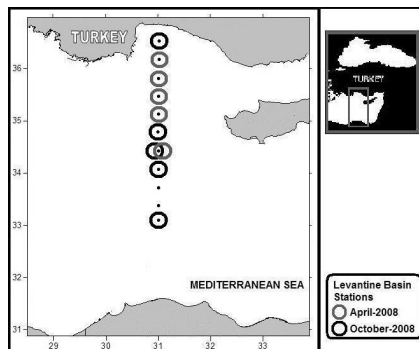 TURKEY
36
35
34
33
32
31
29
30
31
32
33
MEDITERRANEAN SEA
TURKEY
Levantine Basin
Stations
April-2008
October-2008